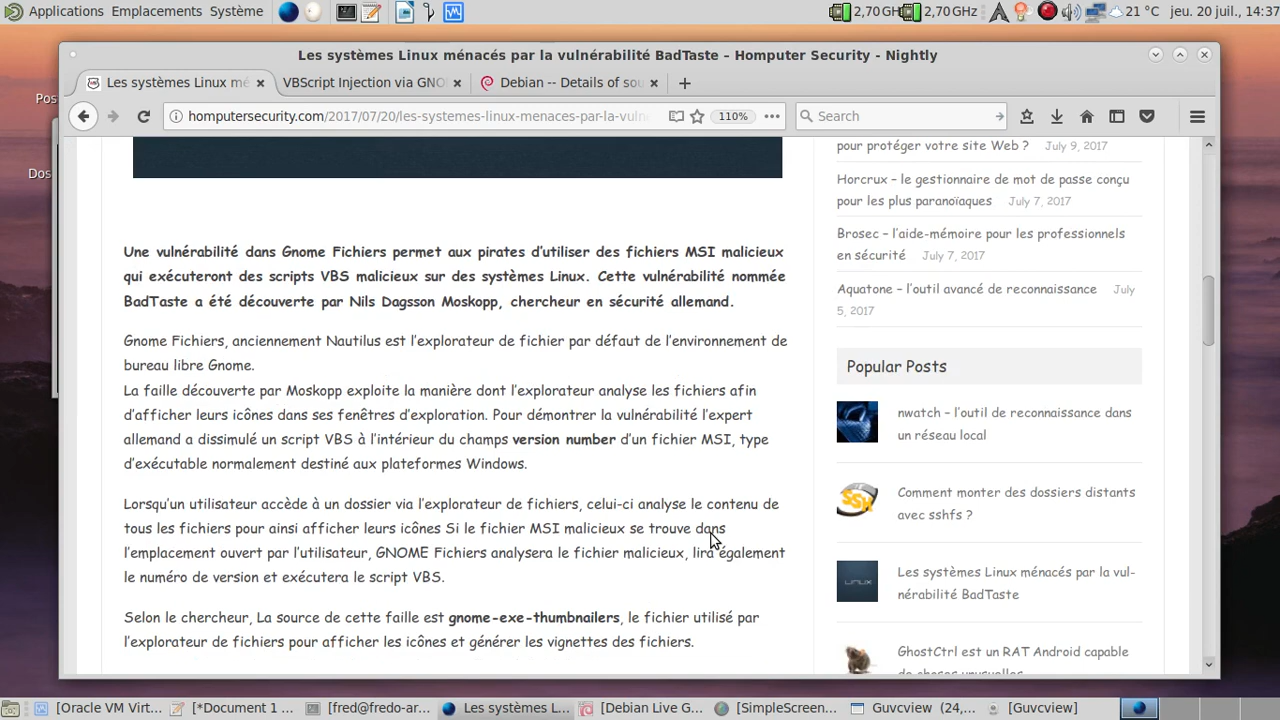 Applications Emplacements Système
2,70 GHz 2,70 GHz 21 °C jeu. 20 juil., 14:37
Les systèmes Linux ménacés par la vulnérabilité BadTaste – Homputer Security - Nightly
Les systèmes Linux mé
VBScript Injection via GNO
Debian -- Details of sou
homputersecurity.com/2017/07/20/les-systemes-linux-menaces-par-la-vuln
110%
Search
Pos
Dos
Une vulnérabilité dans Gnome Fichiers permet aux pirates d'utiliser des fichiers MSI malicieux
qui exécuteront des scripts VBS malicieux sur des systèmes Linux. Cette vulnérabilité nommée
BadTaste a été découverte par Nils Dagsson Moskopp, chercheur en sécurité allemand.
Gnome Fichiers, anciennement Nautilus est l'explorateur de fichier par défaut de l'environnement de
bureau libre Gnome.
La faille découverte par Moskopp exploite la manière dont l'explorateur analyse les fichiers afin
d'afficher leurs icônes dans ses fenêtres d'exploration. Pour démontrer la vulnérabilité l'expert
allemand a dissimulé un script VBS à l'intérieur du champs version number d'un fichier MSI, type
d'exécutable normalement destiné aux plateformes Windows.
Lorsqu'un utilisateur accède à un dossier via l'explorateur de fichiers, celui-ci analyse le contenu de
tous les fichiers pour ainsi afficher leurs icônes Si le fichier MSI malicieux se trouve dans
l'emplacement ouvert par l'utilisateur, GNOME Fichiers analysera le fichier malicieux, lira également
le numéro de version et exécutera le script VBS.
Selon le chercheur, La source de cette faille est gnome-exe-thumbnailers, le fichier utilisé par
l'explorateur de fichiers pour afficher les icônes et générer les vignettes des fichiers.
pour protéger votre site Web ? July 9, 2017
Horcrux – le gestionnaire de mot de passe conçu
pour les plus paranoïaques July 7, 2017
Brosec – l'aide-mémoire pour les professionnels
en sécurité July 7, 2017
Aquatone – l'outil avancé de reconnaissance July
5, 2017
Popular Posts
nwatch – l'outil de reconnaissance dans
un réseau local
SSH
Comment monter des dossiers distants
avec sshfs ?
LINUX
Les systèmes Linux ménacés par la vul-
nérabilité BadTaste
GhostCtrl est un RAT Android capable
de choses unusuelles
[Oracle VM Virt... [*Document 1 ... [fred@fredo-ar... Les systèmes L... [Debian Live G... [SimpleScreen... Guvcview (24,... [Guvcview]